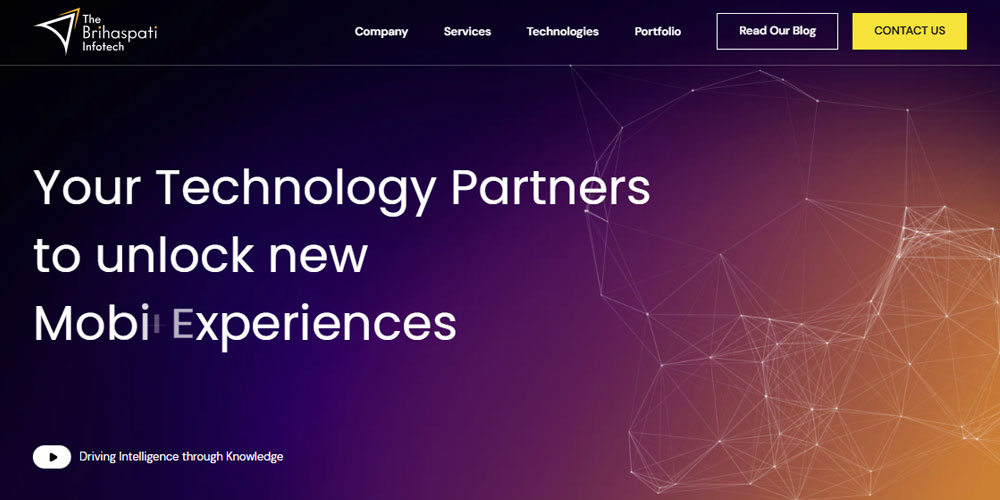 The
Brihaspati
Infotech
Company Services Technologies Portfolio Read Our Blog CONTACT US
Your Technology Partners
to unlock new
Mobi Experiences
Driving Intelligence through Knowledge